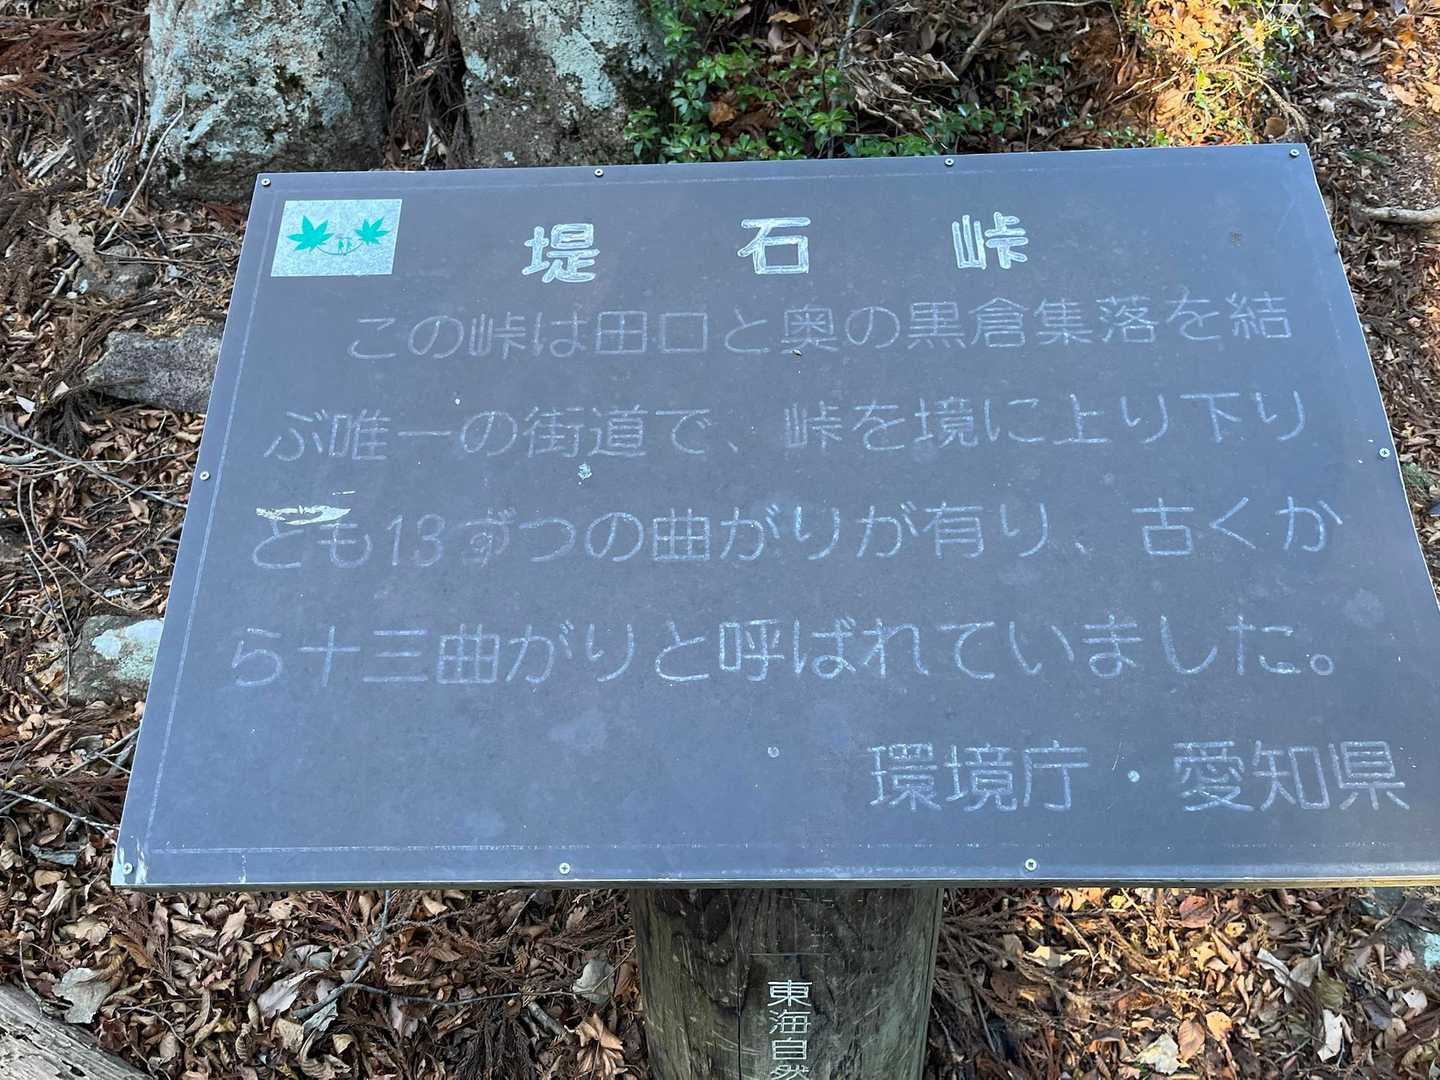 堤石峠
この峠は田口と奥の黒倉集落を結
ぶ唯一の街道で、峠を境に上り下り
とも13ずつの曲がりが有り、古くか
ら十三曲がりと呼ばれていました。
環境庁・愛知県
東海自然